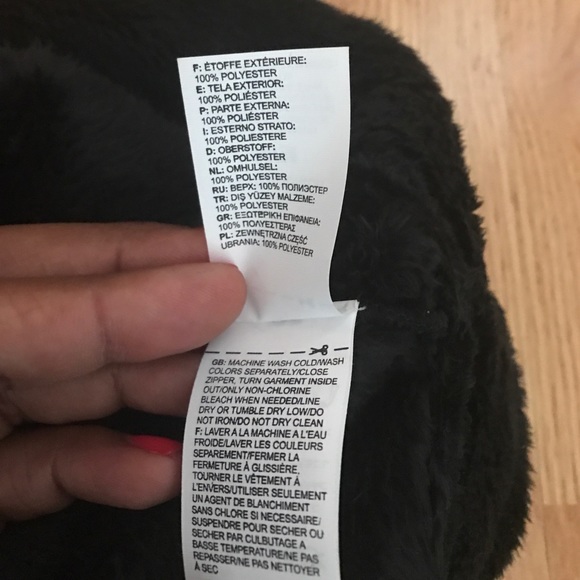 F: ÉTOFFE EXTÉRIEURE:
100% POLYESTER
E: TELA EXTERIOR:
100% POLIÉSTER
P: PARTE EXTERNA:
100% POLIÉSTER
I: ESTERNO STRATO:
100% POLIESTERE
D: OBERSTOFF:
100% POLYESTER
NL: OMHULSEL:
100% POLYESTER
RU: ВЕРХ: 100% ПОЛИЭСТЕР
TR: DIŞ YÜZEY MALZEME:
100% POLYESTER
GR: ΕΞΩΤΕΡΙΚΗ ΕΠΙΦΑΝΕΙΑ:
100% ΠΟΛΥΕΣΤΕΡΑΣ
PL: ZEWNĘTRZNA CZĘŚĆ
UBRANIA: 100% POLYESTER
GB: MACHINE WASH COLD/WASH
COLORS SEPARATELY/CLOSE
ZIPPER, TURN GARMENT INSIDE
OUT/ONLY NON-CHLORINE
BLEACH WHEN NEEDED/LINE
DRY OR TUMBLE DRY LOW/DO
NOT IRON/DO NOT DRY CLEAN
F: LAVER A LA MACHINE A L'EAU
FROIDE/LAVER LES COULEURS
SEPAREMENT/FERMER LA
FERMETURE À GLISSIÈRE,
TOURNER LE VÊTEMENT À
L'ENVERS/UTILISER SEULEMENT
UN AGENT DE BLANCHIMENT
SANS CHLORE SI NECESSAIRE/
SUSPENDRE POUR SECHER OU
SECHER PAR CULBUTAGE A
BASSE TEMPERATURE/NE PAS
REPASSER/NE PAS NETTOYER
À SEC